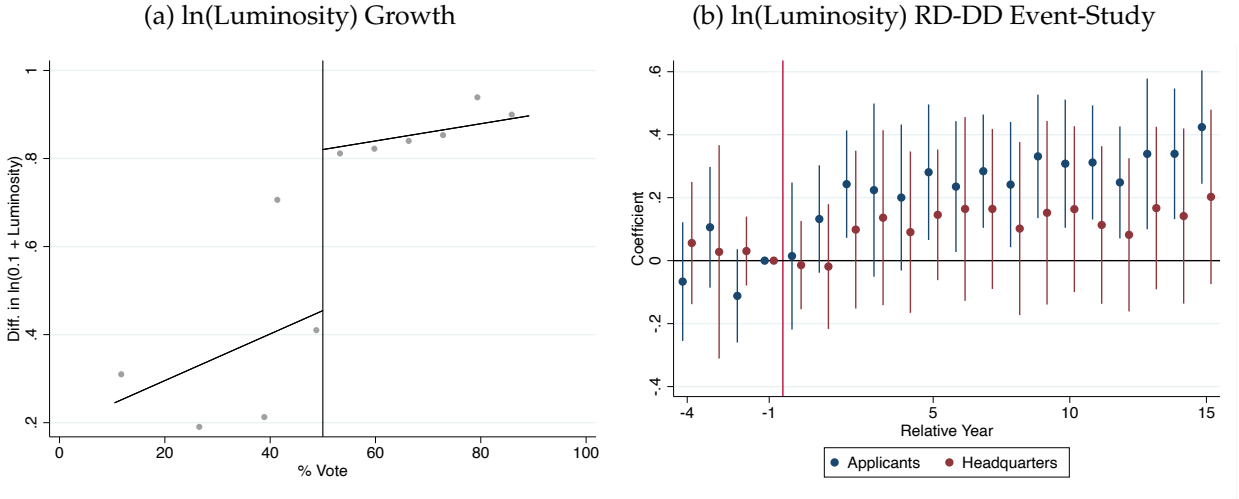 (a) ln(Luminosity) Growth
Diff. in ln(0.1 + Luminosity)
1
.8
.6
.4
.2
0 20 40 60 80 100
% Vote
(b) ln(Luminosity) RD-DD Event-Study
Coefficient
.6
.4
.2
0
-.2
-.4
-4 -1 5 10 15
Relative Year
Applicants Headquarters